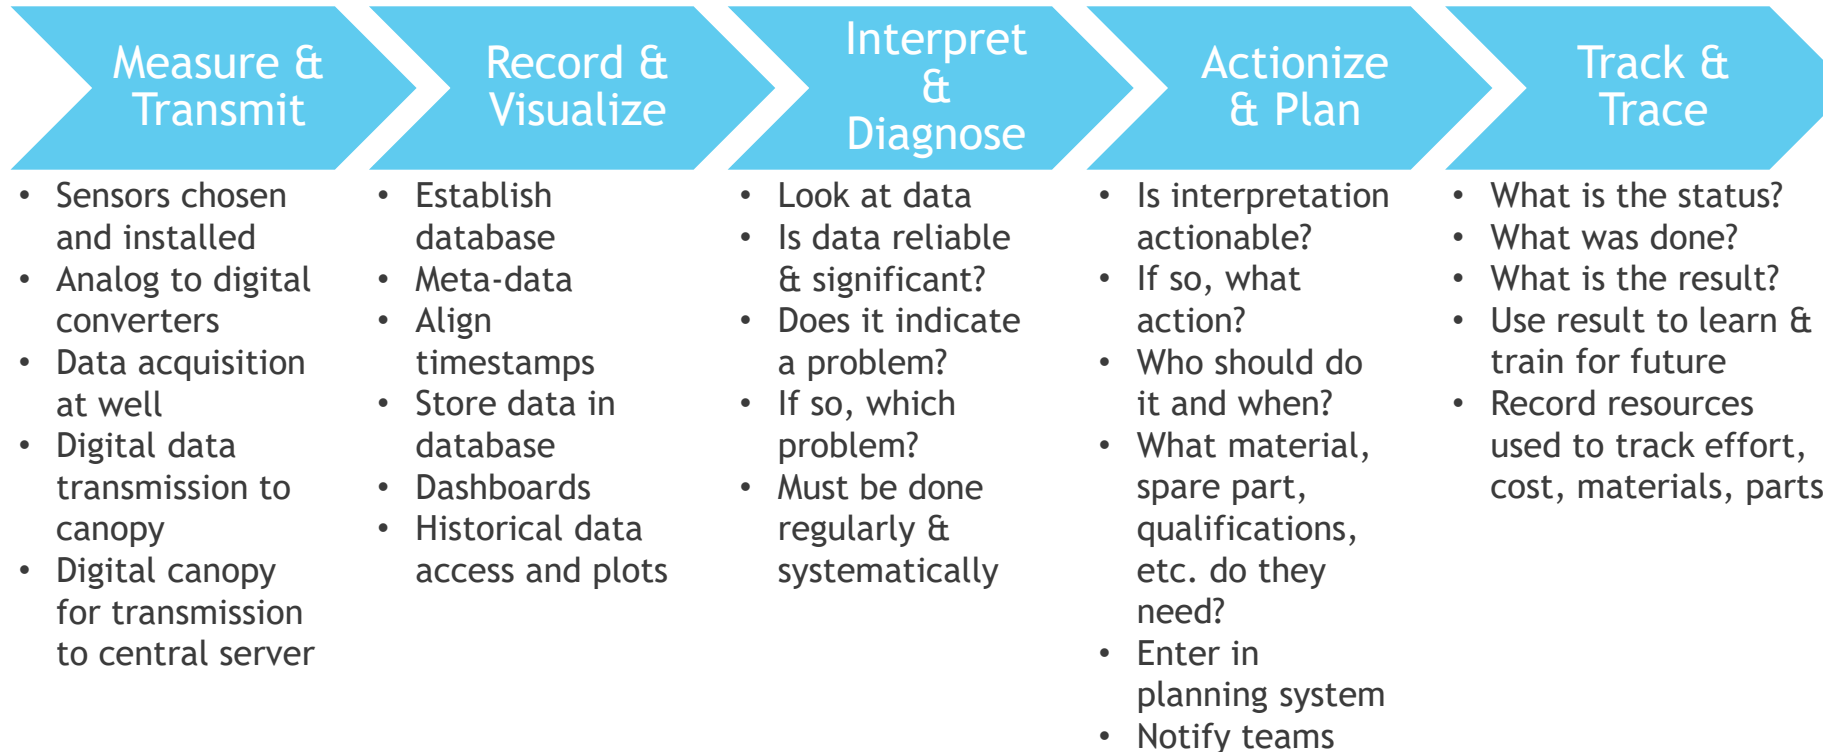 Measure &
Transmit
Record &
Visualize
Interpret
&
Diagnose
Actionize
& Plan
Track &
Trace
• Sensors chosen
and installed
• Analog to digital
converters
• Data acquisition
at well
• Digital data
transmission to
canopy
• Digital canopy
for transmission
to central server
• Establish
database
• Meta-data
• Align
timestamps
• Store data in
database
• Dashboards
• Historical data
access and plots
• Look at data
• Is data reliable
& significant?
• Does it indicate
a problem?
• If so, which
problem?
• Must be done
regularly &
systematically
• Is interpretation
actionable?
• If so, what
action?
• Who should do
it and when?
• What material,
spare part,
qualifications,
etc. do they
need?
• Enter in
planning system
• Notify teams
• What is the status?
• What was done?
• What is the result?
• Use result to learn &
train for future
• Record resources
used to track effort,
cost, materials, parts